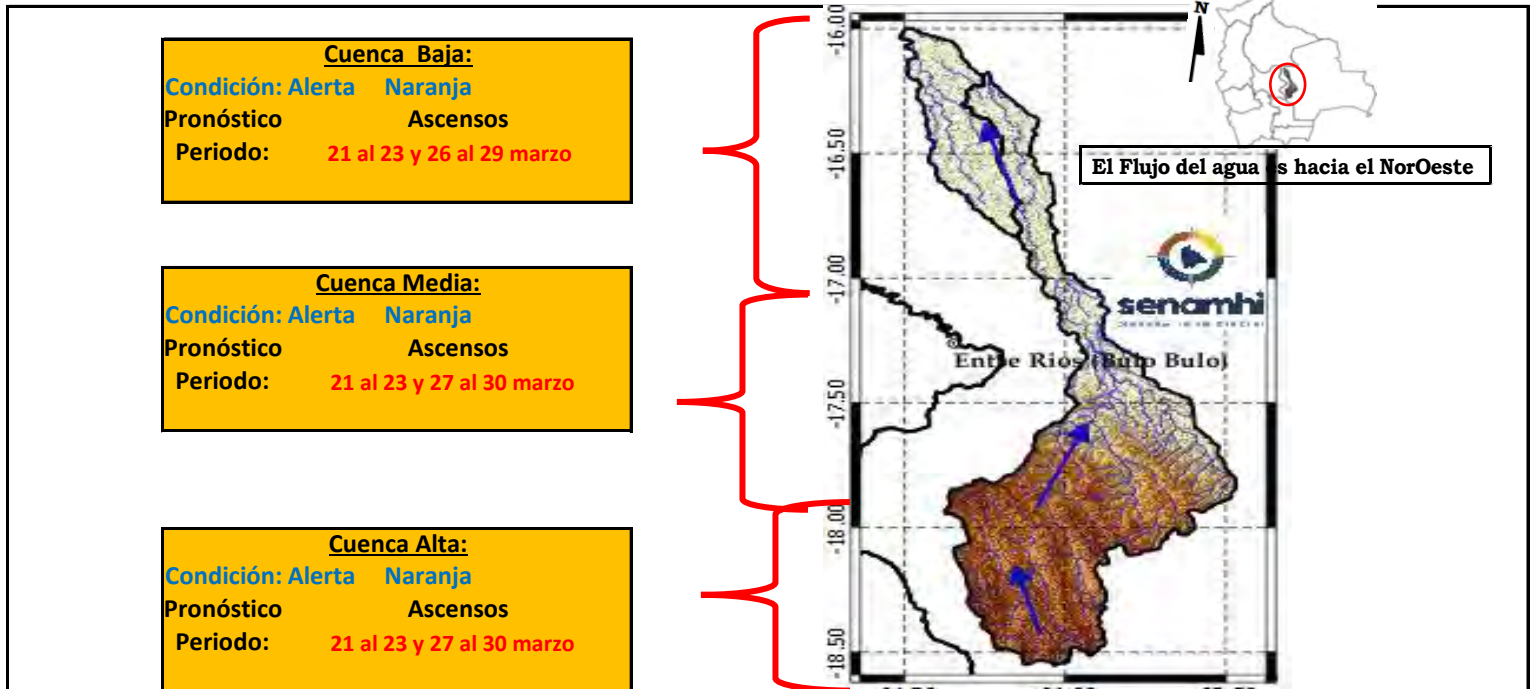 Cuenca Baja:
Condición: Alerta Naranja
Pronóstico Ascensos
Periodo: 21 al 23 y 26 al 29 marzo
Cuenca Media:
Condición: Alerta Naranja
Pronóstico Ascensos
Periodo: 21 al 23 y 27 al 30 marzo
Cuenca Alta:
Condición: Alerta Naranja
Pronóstico Ascensos
Periodo: 21 al 23 y 27 al 30 marzo
N
El Flujo del agua es hacia el NorOeste
-16.00
-16.50
-17.00
senamhi
Entre Rios (Bulo Bulo)
-17.50
-18.00
-18.50